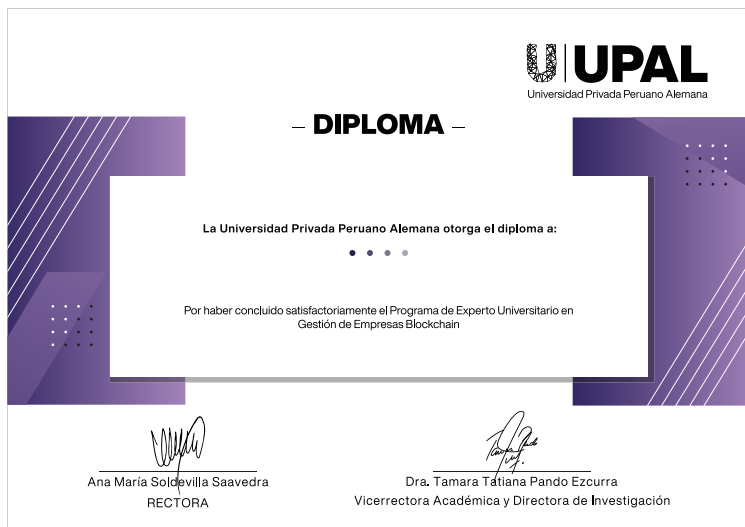 UPAL
Universidad Privada Peruano Alemana
– DIPLOMA –
La Universidad Privada Peruano Alemana otorga el diploma a:
Por haber concluido satisfactoriamente el Programa de Experto Universitario en
Gestión de Empresas Blockchain
Ana María Soldevilla Saavedra
RECTORA
Dra. Tamara Tatiana Pando Ezcurra
Vicerrectora Académica y Directora de Investigación